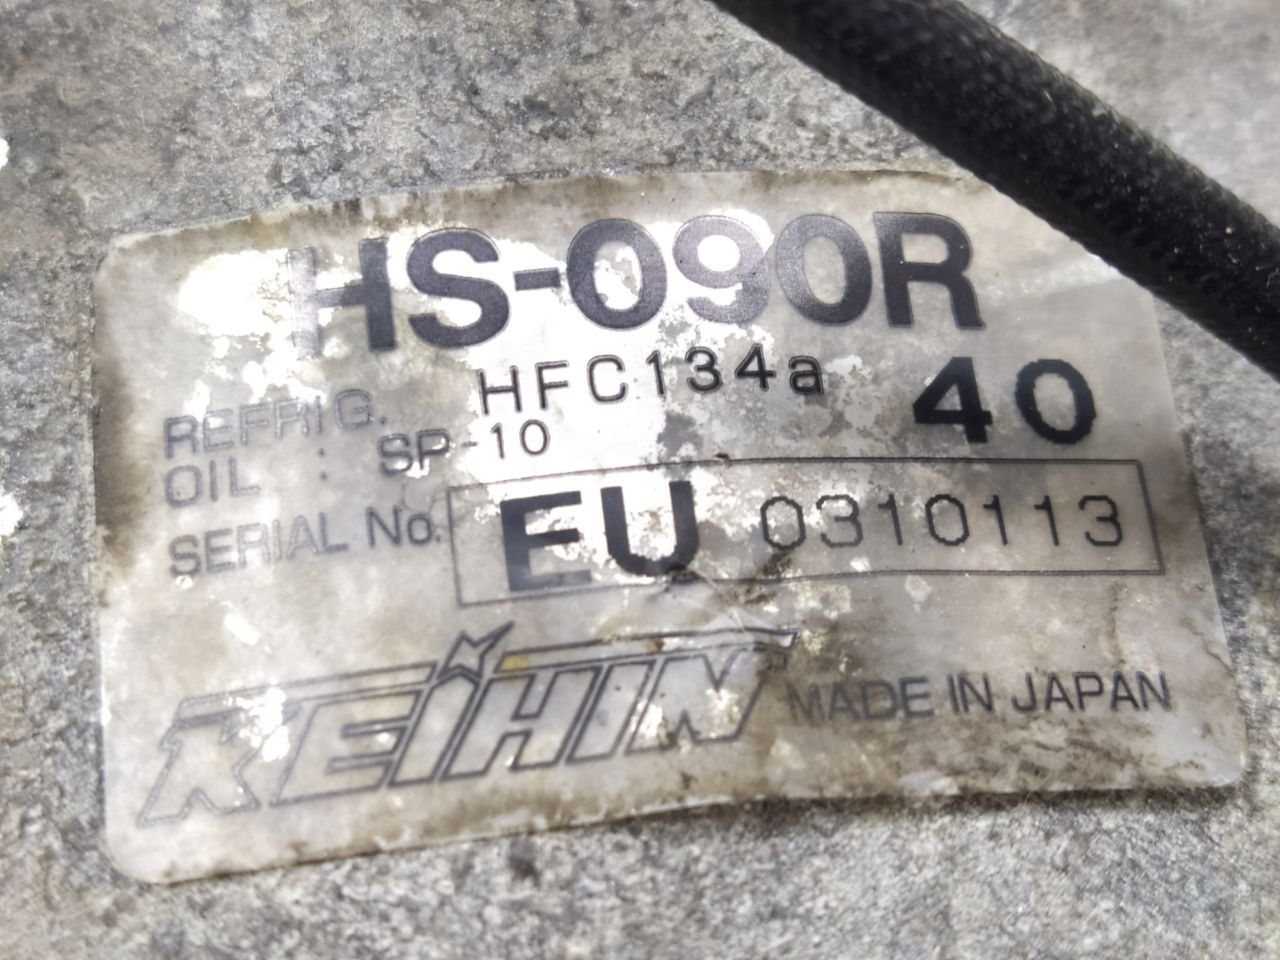 HS-090R
REFRIG. HFC134a 40
OIL : SP-10
SERIAL No. EU 0310113
KEIHIN MADE IN JAPAN